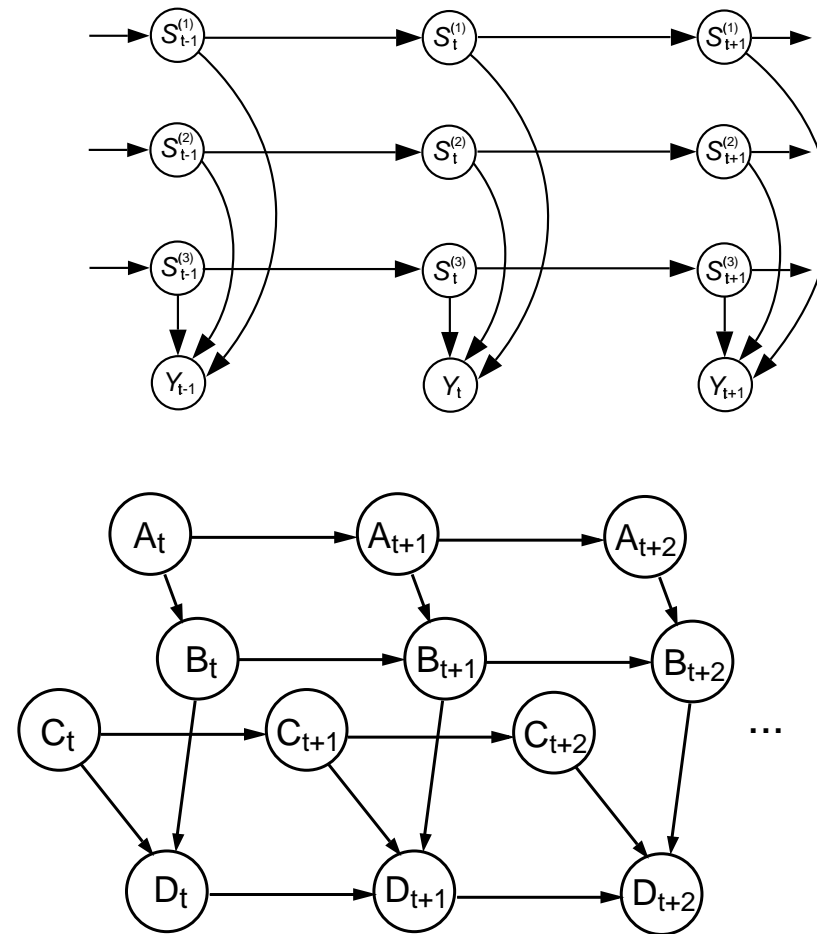 S(1)t-1 S(1)t S(1)t+1
S(2)t-1 S(2)t S(2)t+1
S(3)t-1 S(3)t S(3)t+1
Yt-1 Yt Yt+1
At At+1 At+2
Bt Bt+1 Bt+2
Ct Ct+1 Ct+2 ...
Dt Dt+1 Dt+2